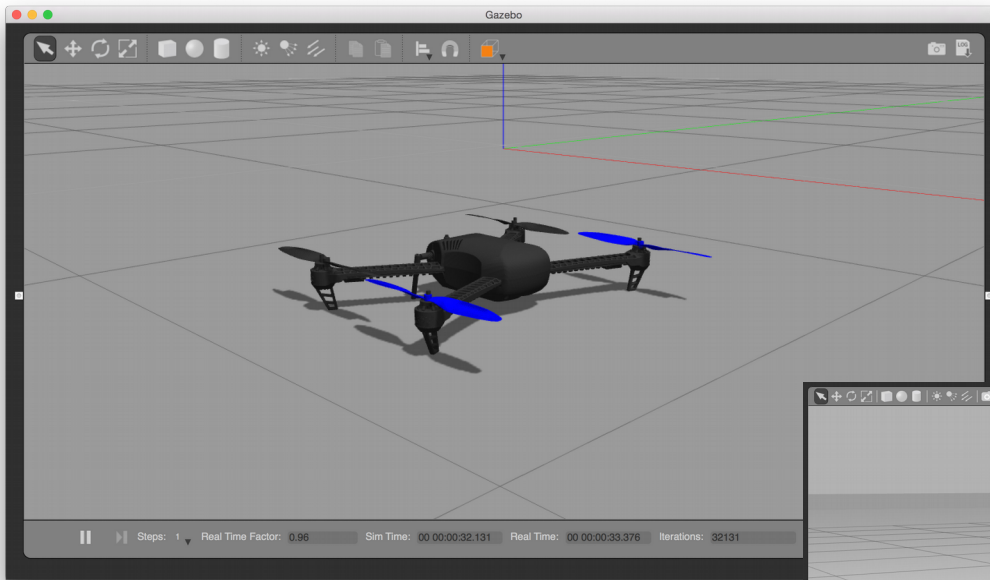 Gazebo
LOG
Steps: 1 Real Time Factor: 0.96 Sim Time: 00 00:00:32.131 Real Time: 00 00:00:33.376 Iterations: 32131